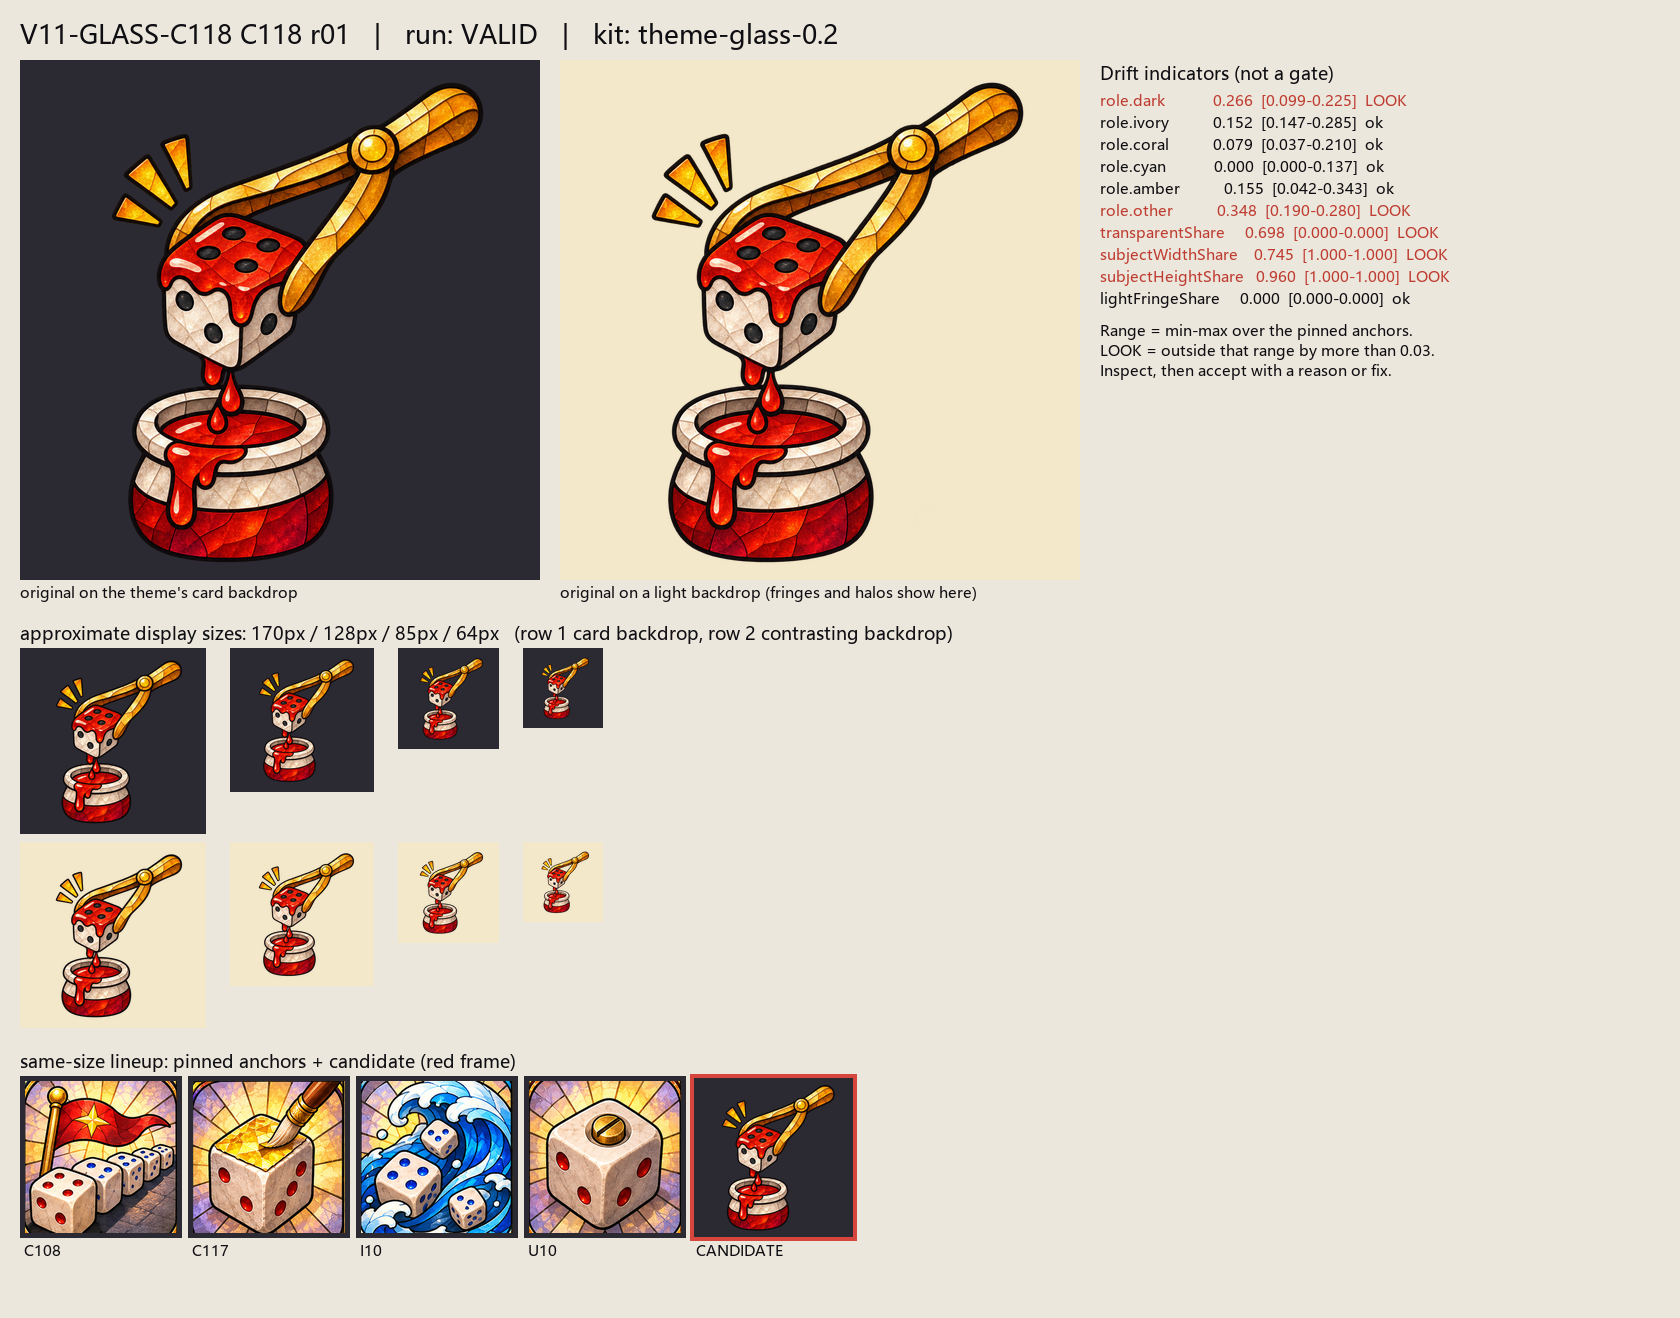 V11-GLASS-C118 C118 r01   |   run: VALID   |   kit: theme-glass-0.2
Drift indicators (not a gate)
role.dark 0.266 [0.099-0.225] LOOK
role.ivory 0.152 [0.147-0.285] ok
role.coral 0.079 [0.037-0.210] ok
role.cyan 0.000 [0.000-0.137] ok
role.amber 0.155 [0.042-0.343] ok
role.other 0.348 [0.190-0.280] LOOK
transparentShare 0.698 [0.000-0.000] LOOK
subjectWidthShare 0.745 [1.000-1.000] LOOK
subjectHeightShare 0.960 [1.000-1.000] LOOK
lightFringeShare 0.000 [0.000-0.000] ok
Range = min-max over the pinned anchors.
LOOK = outside that range by more than 0.03.
Inspect, then accept with a reason or fix.
original on the theme's card backdrop
original on a light backdrop (fringes and halos show here)
approximate display sizes: 170px / 128px / 85px / 64px   (row 1 card backdrop, row 2 contrasting backdrop)
same-size lineup: pinned anchors + candidate (red frame)
C108
C117
I10
U10
CANDIDATE